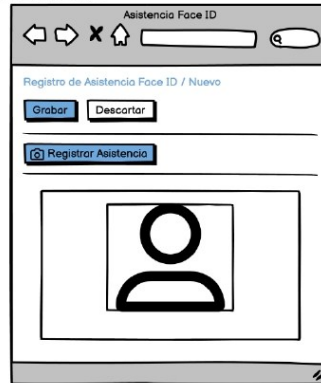 Asistencia Face ID
Registro de Asistencia Face ID / Nuevo
Grabar Descartar
Registrar Asistencia